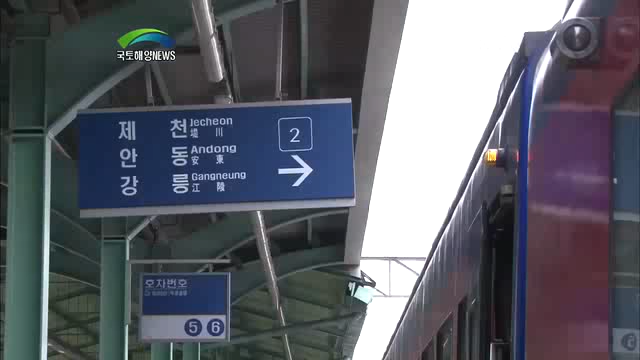 국토해양NEWS
제 천 Jecheon 堤川
2
안 동 Andong 安東
강 릉 Gangneung 江陵
호차번호
5 6